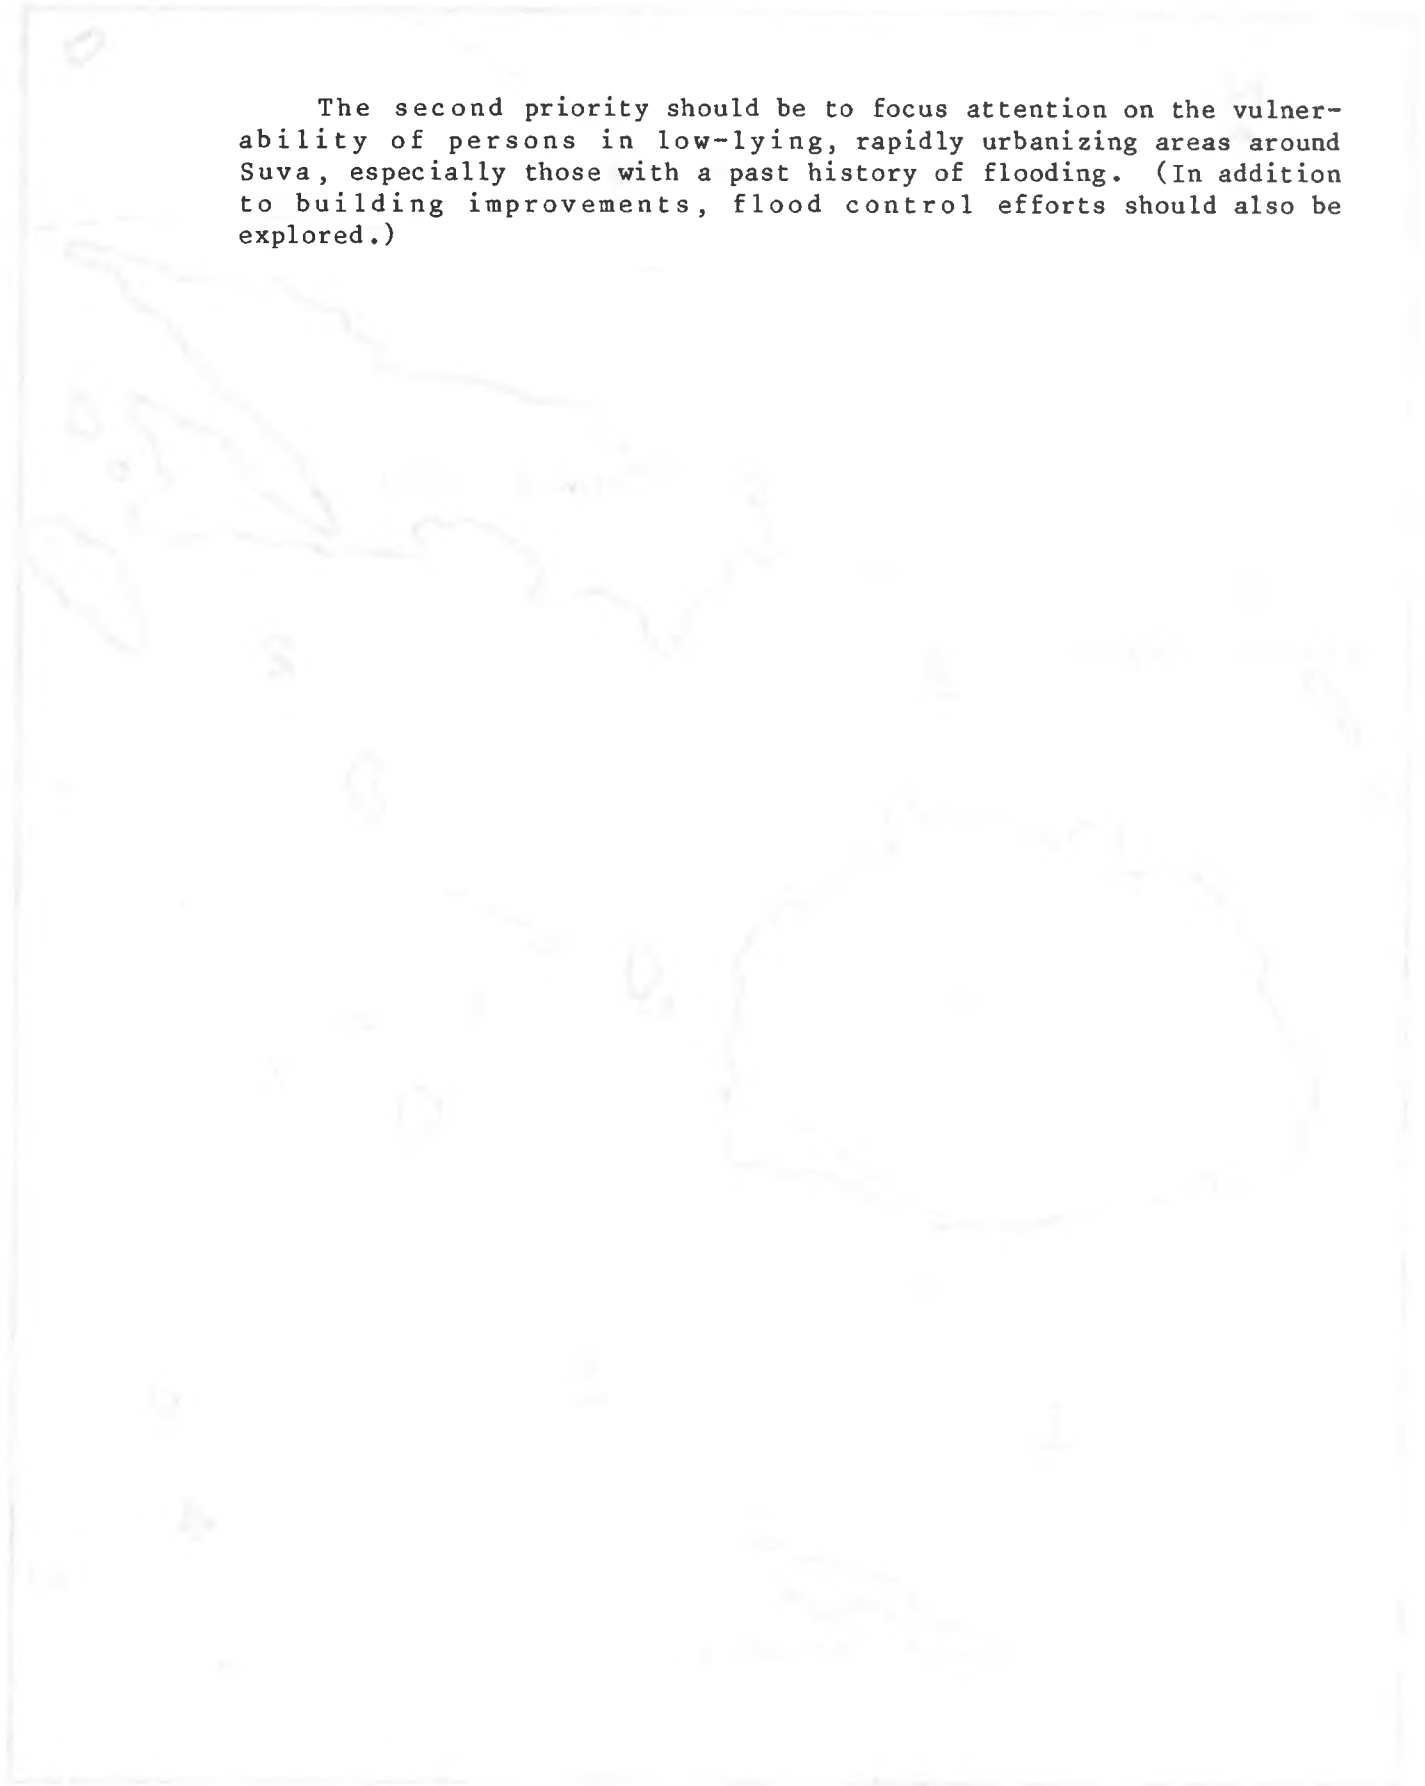 The second priority should be to focus attention on the vulner-
ability of persons in low-lying, rapidly urbanizing areas around
Suva, especially those with a past history of flooding. (In addition
to building improvements, flood control efforts should also be
explored.)